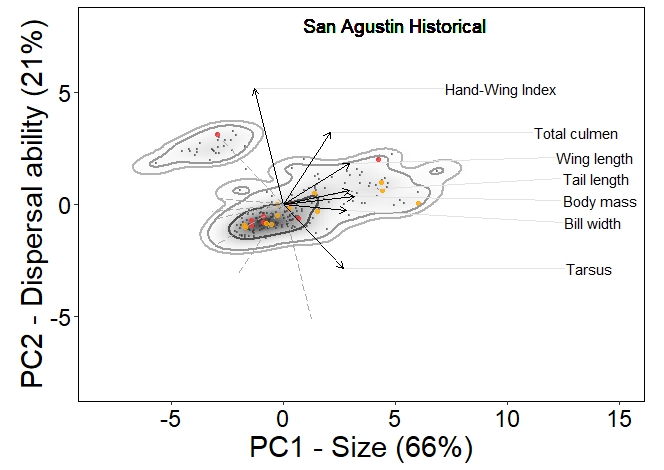 San Agustin Historical
PC2 - Dispersal ability (21%)
5
0
-5
Hand-Wing Index
Total culmen
Wing length
Tail length
Body mass
Bill width
Tarsus
-5 0 5 10 15
PC1 - Size (66%)